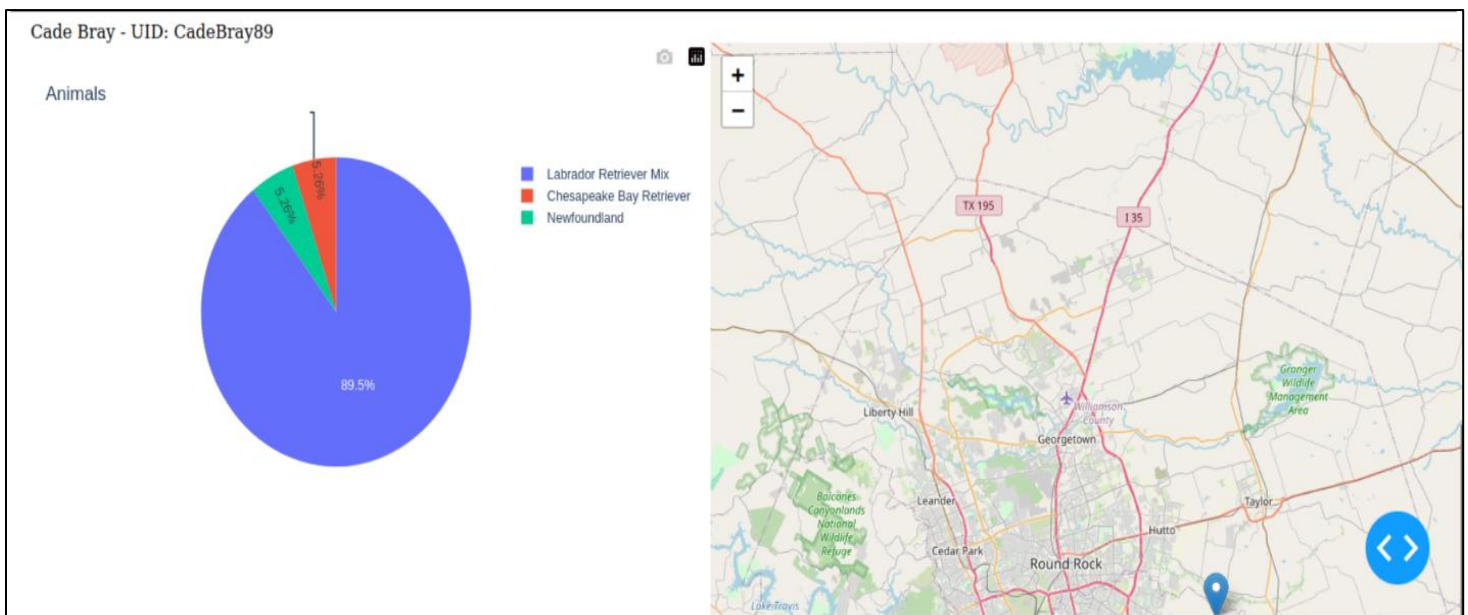 Cade Bray - UID: CadeBray89
Animals
5.26%
5.26%
89.5%
Labrador Retriever Mix
Chesapeake Bay Retriever
Newfoundland
+
−
TX 195
I 35
Granger
Wildlife
Management
Area
Liberty Hill
Williamson
County
Georgetown
Balcones
Canyonlands
National
Wildlife
Refuge
Leander
Taylor
Hutto
Cedar Park
Round Rock
Lake Travis